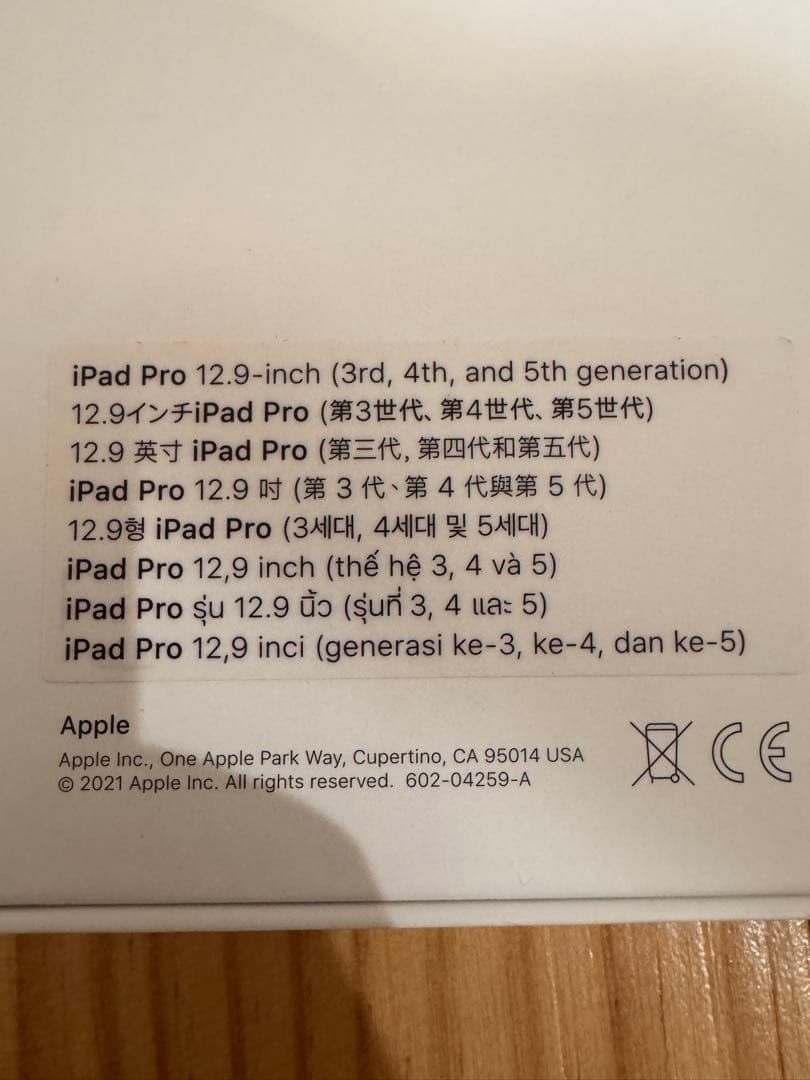 iPad Pro 12.9-inch (3rd, 4th, and 5th generation)
12.9インチiPad Pro (第3世代、第4世代、第5世代)
12.9 英寸 iPad Pro (第三代, 第四代和第五代)
iPad Pro 12.9 吋 (第 3 代、第 4 代與第 5 代)
12.9형 iPad Pro (3세대, 4세대 및 5세대)
iPad Pro 12,9 inch (thế hệ 3, 4 và 5)
iPad Pro รุ่น 12.9 นิ้ว (รุ่นที่ 3, 4 และ 5)
iPad Pro 12,9 inci (generasi ke-3, ke-4, dan ke-5)
Apple
Apple Inc., One Apple Park Way, Cupertino, CA 95014 USA
© 2021 Apple Inc. All rights reserved. 602-04259-A
CE